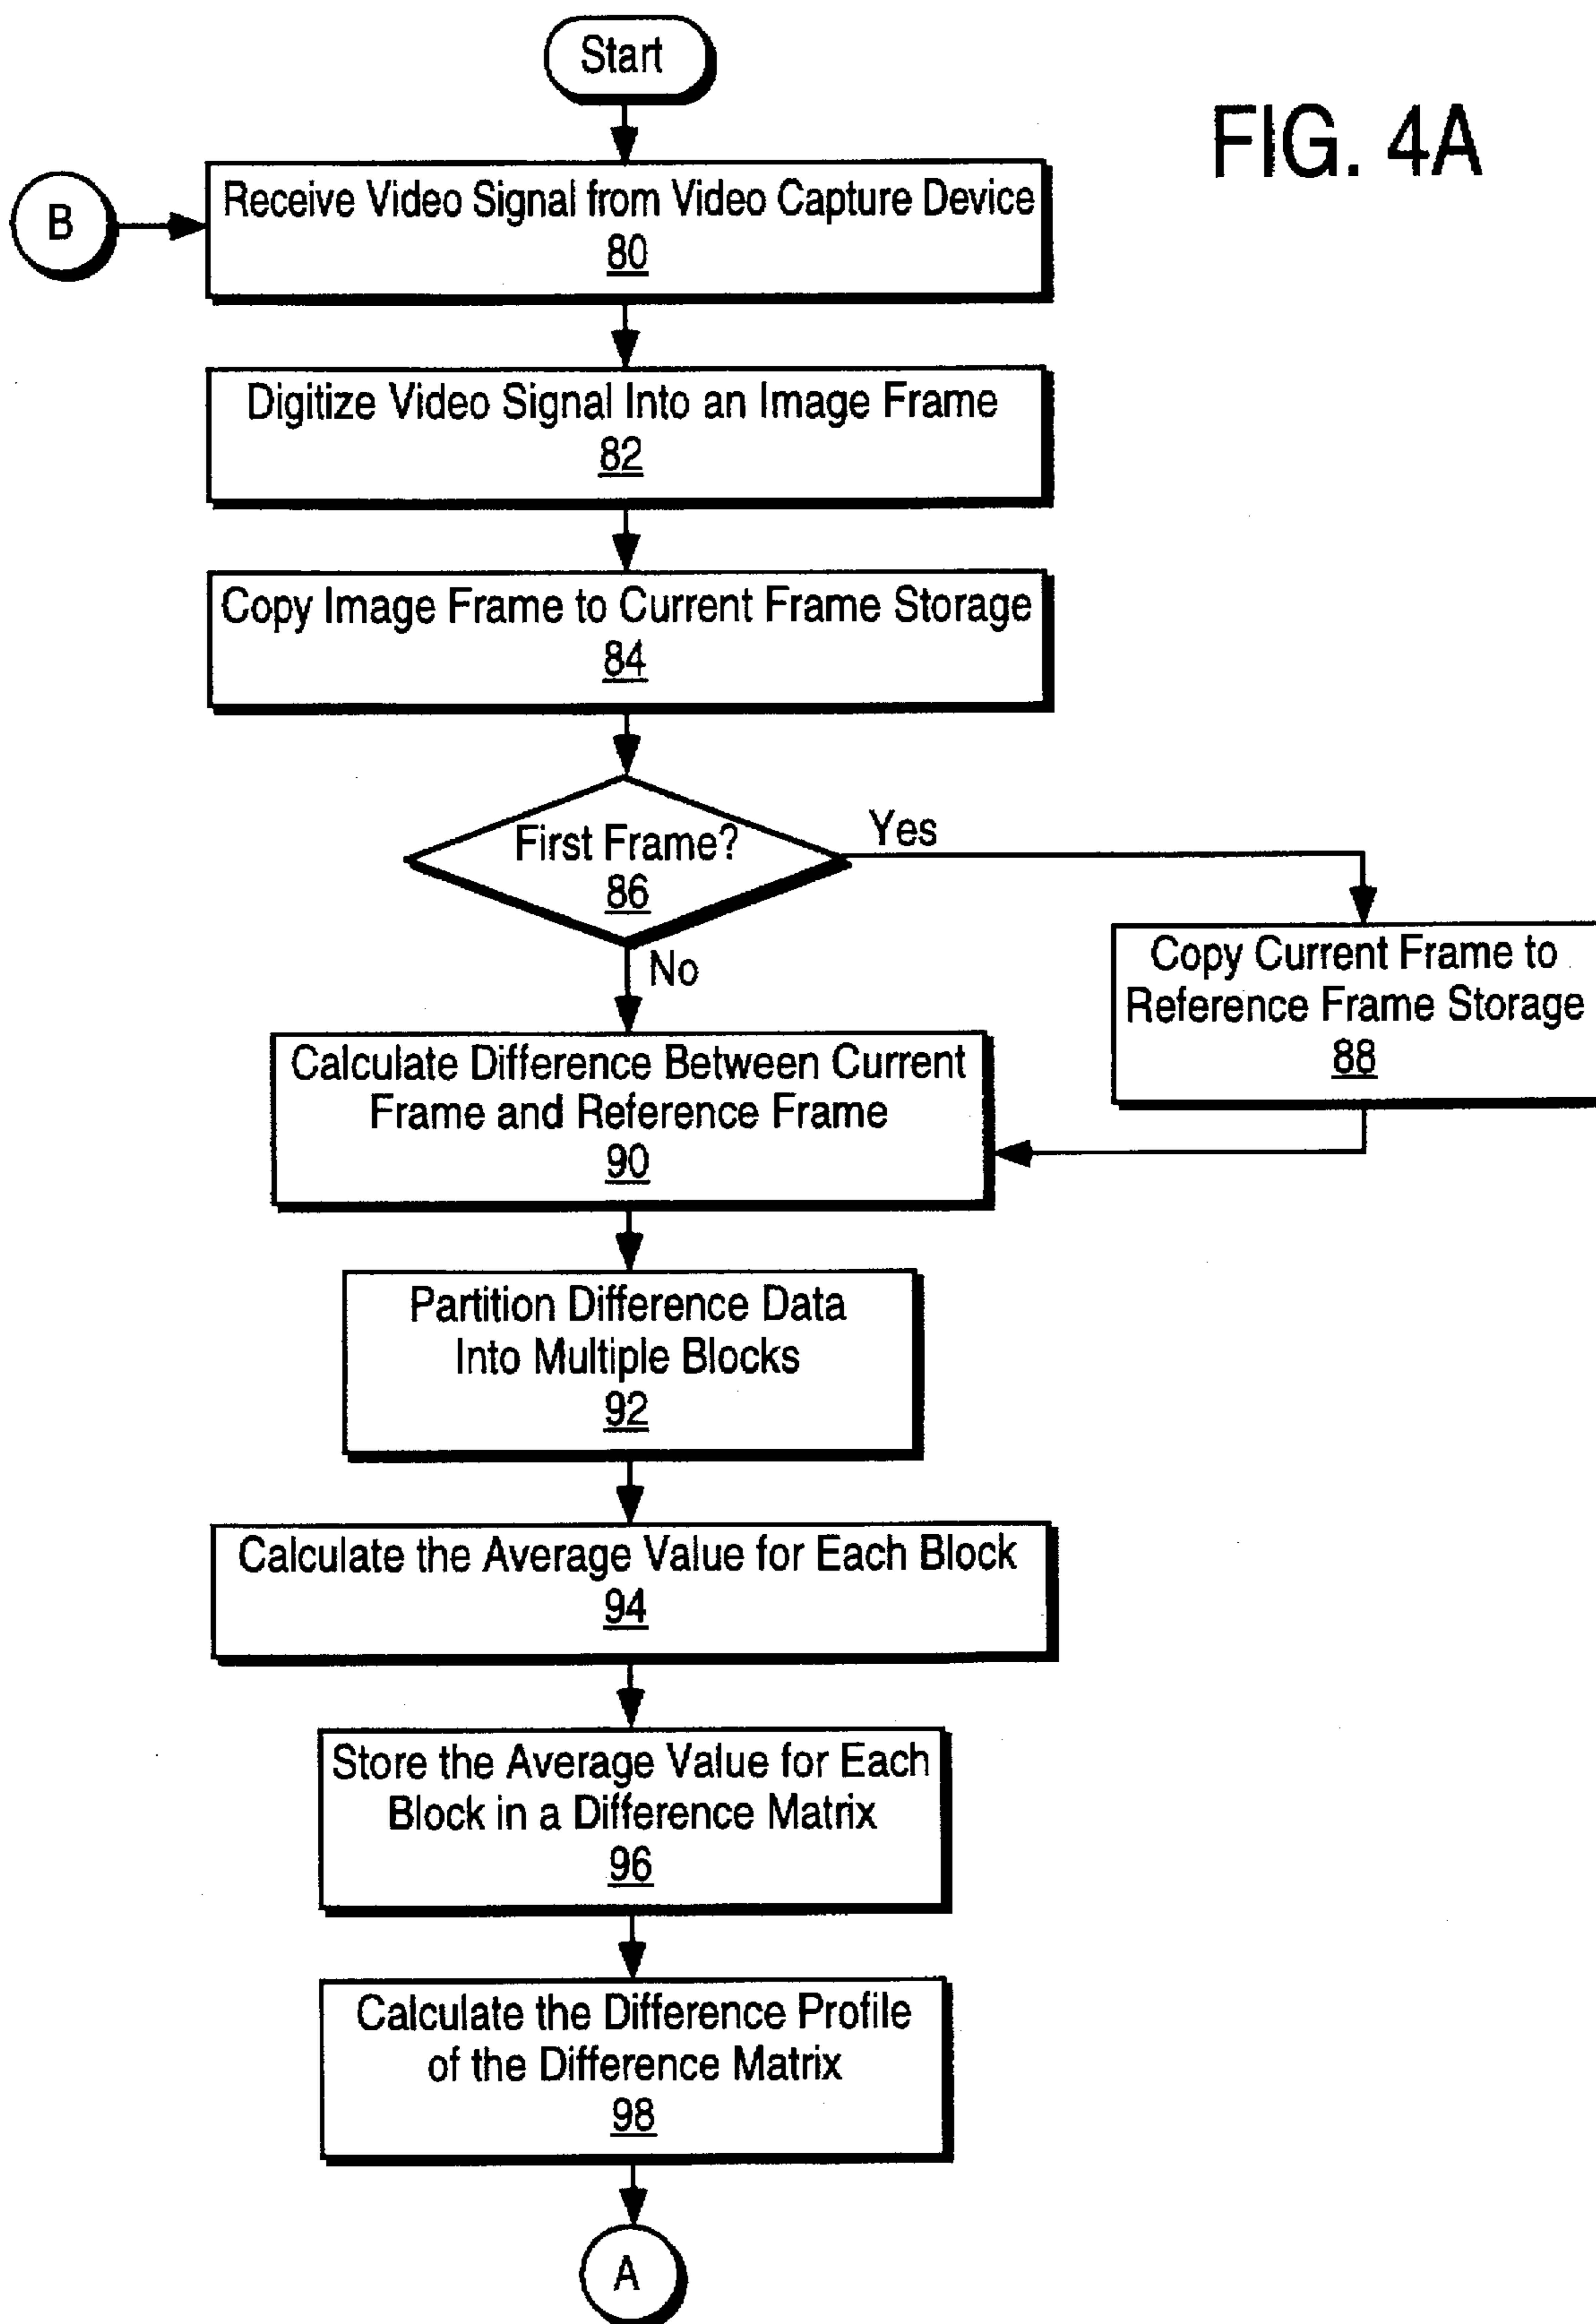 Start
FIG. 4A
B
Receive Video Signal from Video Capture Device
80
Digitize Video Signal Into an Image Frame
82
Copy Image Frame to Current Frame Storage
84
First Frame?
86
Yes
No
Copy Current Frame to
Reference Frame Storage
88
Calculate Difference Between Current
Frame and Reference Frame
90
Partition Difference Data
Into Multiple Blocks
92
Calculate the Average Value for Each Block
94
Store the Average Value for Each
Block in a Difference Matrix
96
Calculate the Difference Profile
of the Difference Matrix
98
A